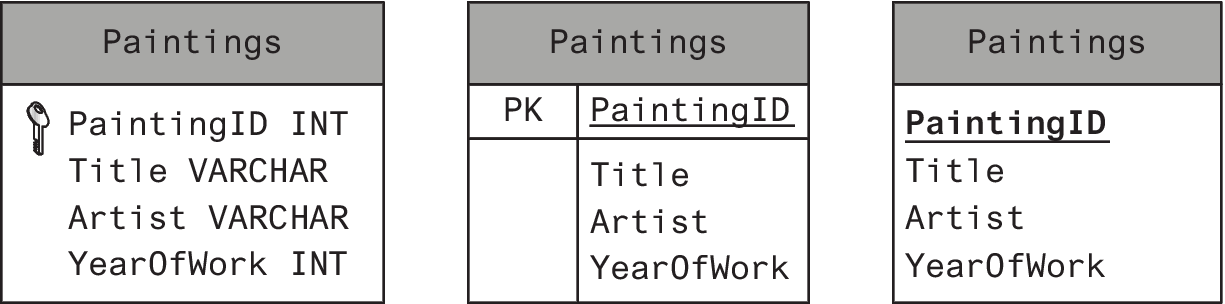 Paintings
PaintingID INT
Title VARCHAR
Artist VARCHAR
YearOfWork INT
Paintings
PK PaintingID
Title
Artist
YearOfWork
Paintings
PaintingID
Title
Artist
YearOfWork